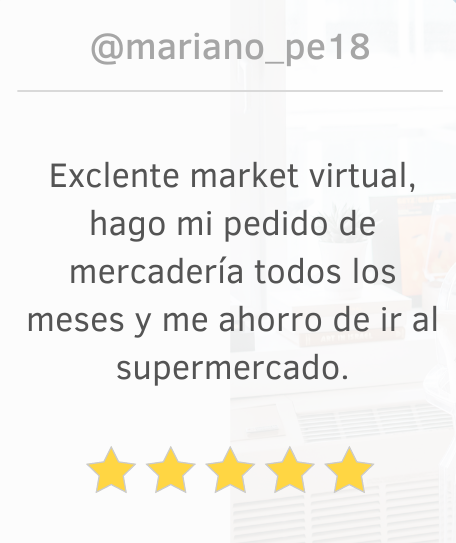 @mariano_pe18
Exclente market virtual,
hago mi pedido de
mercadería todos los
meses y me ahorro de ir al
supermercado.